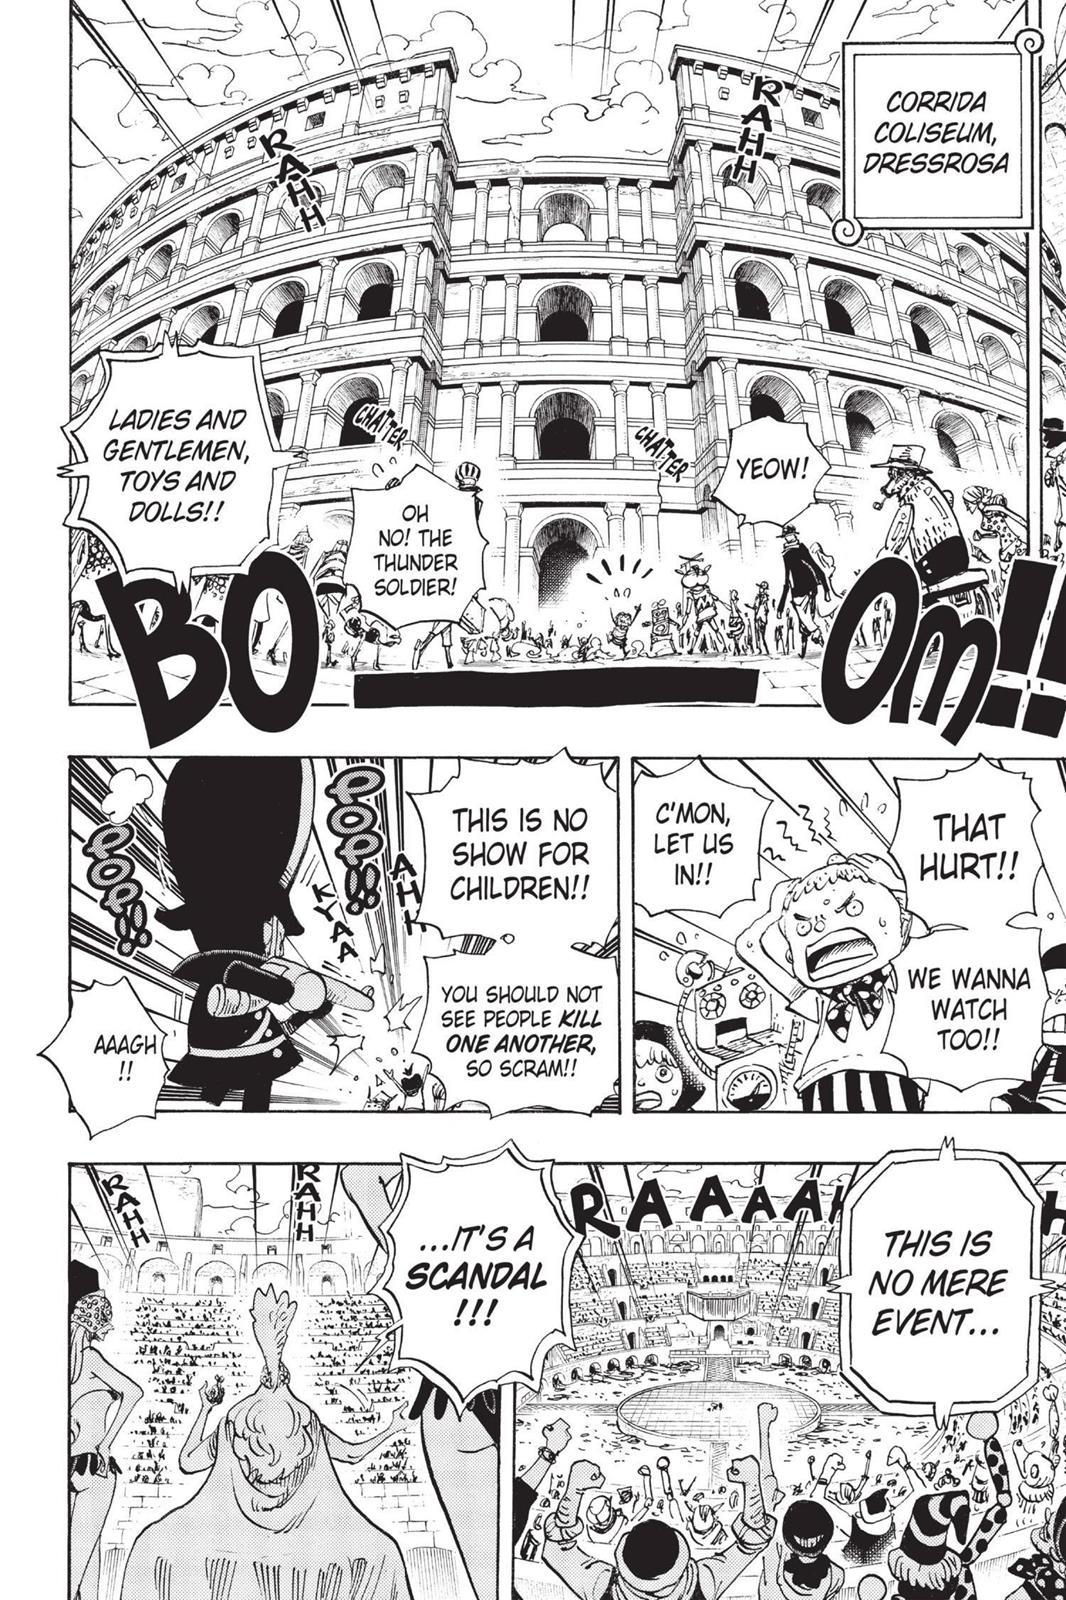 CORRIDA
COLISEUM,
DRESSROSA
RAHH
RAHH
YEOW!
CHATTER
CHATTER
OH
NO! THE
THUNDER
SOLDIER!
LADIES AND
GENTLEMEN,
TOYS AND
DOLLS!!
BO—OM!!
THAT
HURT!!
C'MON,
LET US
IN!!
WE WANNA
WATCH
TOO!!
THIS IS NO
SHOW FOR
CHILDREN!!
YOU SHOULD NOT
SEE PEOPLE KILL
ONE ANOTHER,
SO SCRAM!!
POP!!
AHH
KYAA
POP!!
AAAGH
!!
THIS IS
NO MERE
EVENT...
RAAAAHH
...IT'S A
SCANDAL
!!!
RAHH
RAHH